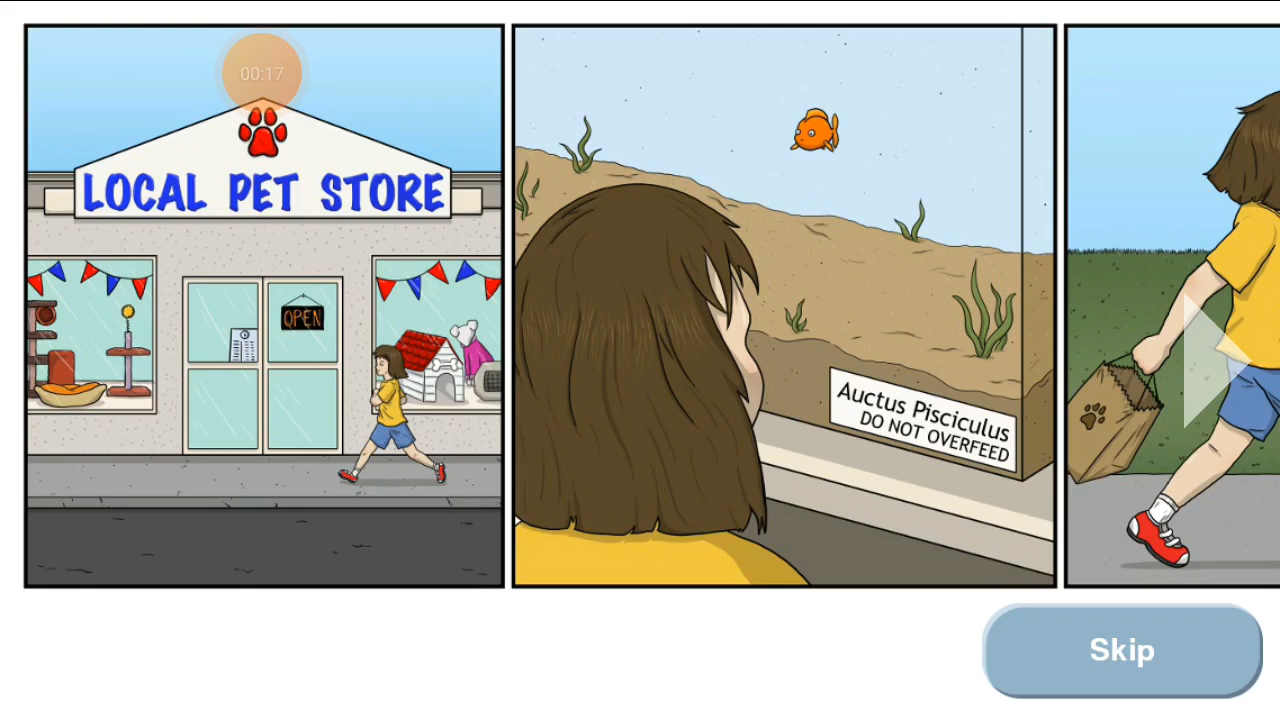 00:17
LOCAL PET STORE
OPEN
Auctus Pisciculus
DO NOT OVERFEED
Skip